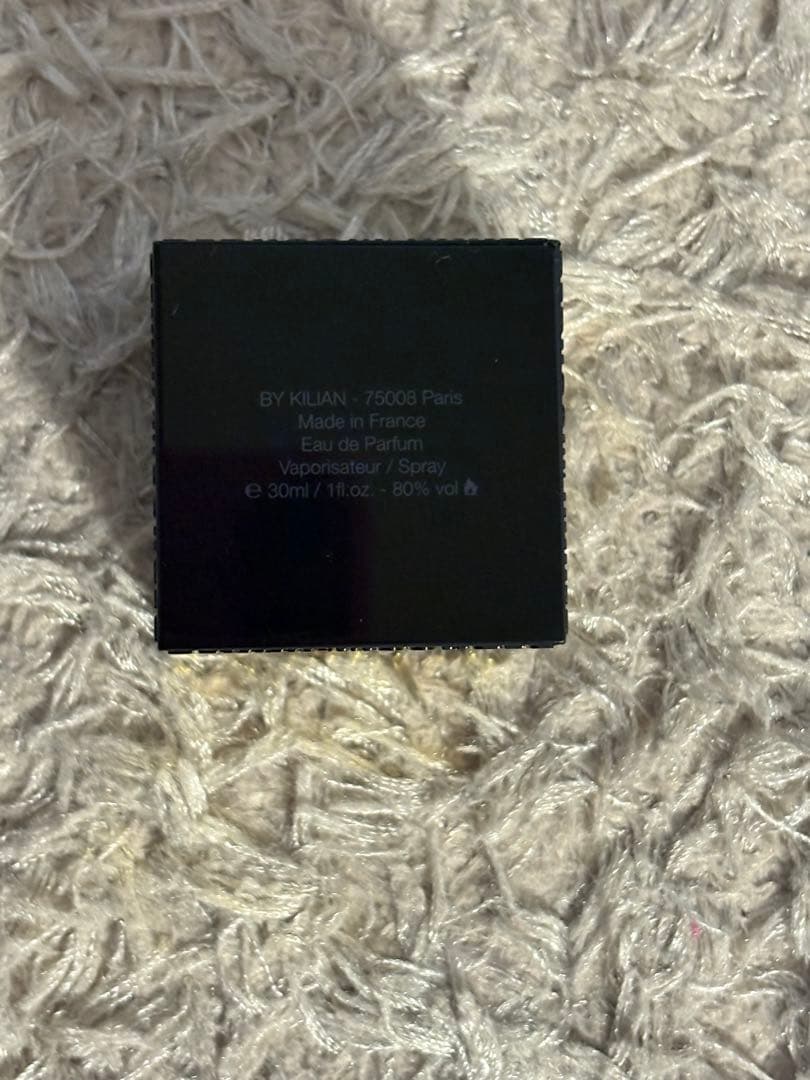 BY KILIAN - 75008 Paris
Made in France
Eau de Parfum
Vaporisateur / Spray
℮ 30ml / 1fl.oz. - 80% vol